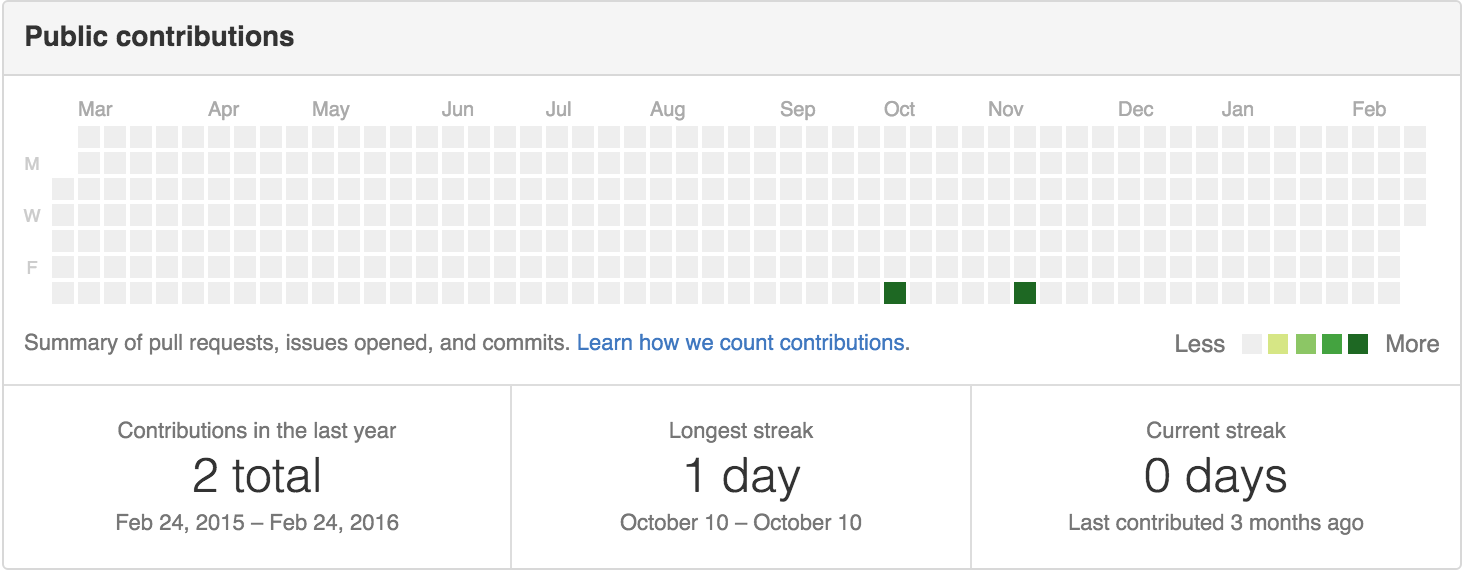 Public contributions
Mar Apr May Jun Jul Aug Sep Oct Nov Dec Jan Feb
M
W
F
Summary of pull requests, issues opened, and commits. Learn how we count contributions.
Less More
Contributions in the last year
2 total
Feb 24, 2015 – Feb 24, 2016
Longest streak
1 day
October 10 – October 10
Current streak
0 days
Last contributed 3 months ago